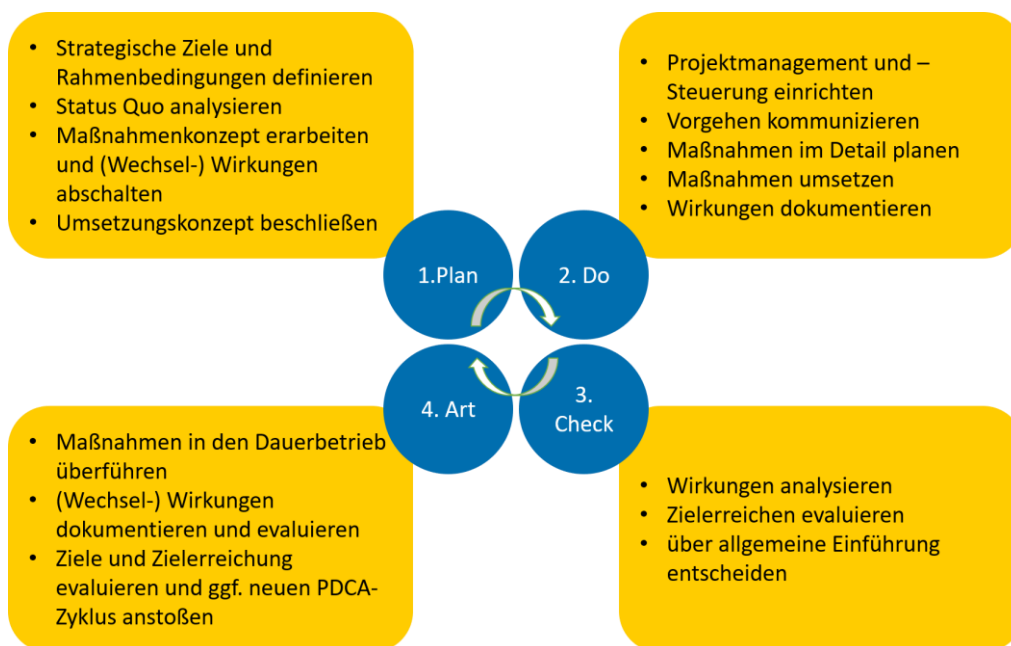 • Strategische Ziele und
Rahmenbedingungen definieren
• Status Quo analysieren
• Maßnahmenkonzept erarbeiten
und (Wechsel-) Wirkungen
abschalten
• Umsetzungskonzept beschließen
• Projektmanagement und –
Steuerung einrichten
• Vorgehen kommunizieren
• Maßnahmen im Detail planen
• Maßnahmen umsetzen
• Wirkungen dokumentieren
1.Plan
2. Do
4. Art
3.
Check
• Maßnahmen in den Dauerbetrieb
überführen
• (Wechsel-) Wirkungen
dokumentieren und evaluieren
• Ziele und Zielerreichung
evaluieren und ggf. neuen PDCA-
Zyklus anstoßen
• Wirkungen analysieren
• Zielerreichen evaluieren
• über allgemeine Einführung
entscheiden